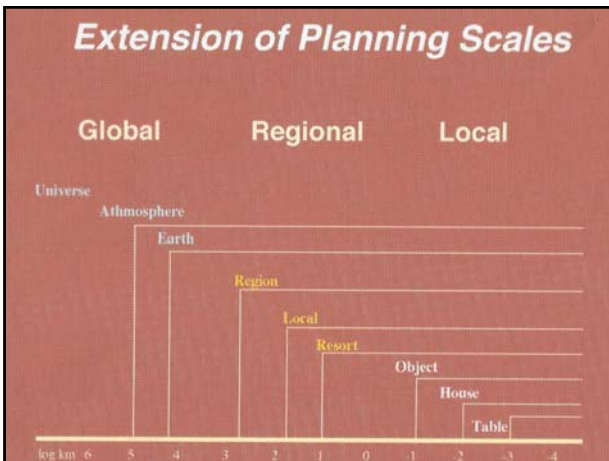 Extension of Planning Scales
Global Regional Local
Universe
Athmosphere
Earth
Region
Local
Resort
Object
House
Table
log km 6 5 4 3 2 1 0 -1 -2 -3 -4